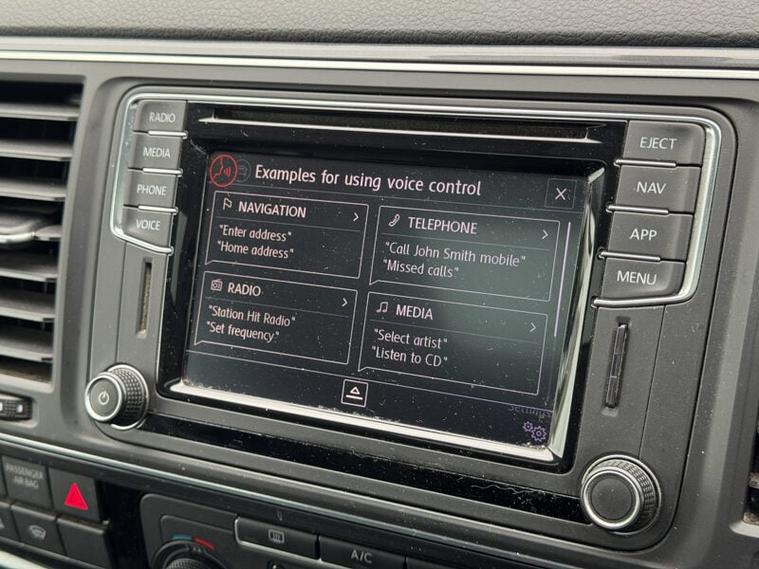 RADIO
MEDIA
PHONE
VOICE
EJECT
NAV
APP
MENU
Examples for using voice control
NAVIGATION
"Enter address"
"Home address"
TELEPHONE
"Call John Smith mobile"
"Missed calls"
RADIO
"Station Hit Radio"
"Set frequency"
MEDIA
"Select artist"
"Listen to CD"
Settings
PASSENGER
AIR BAG
A/C